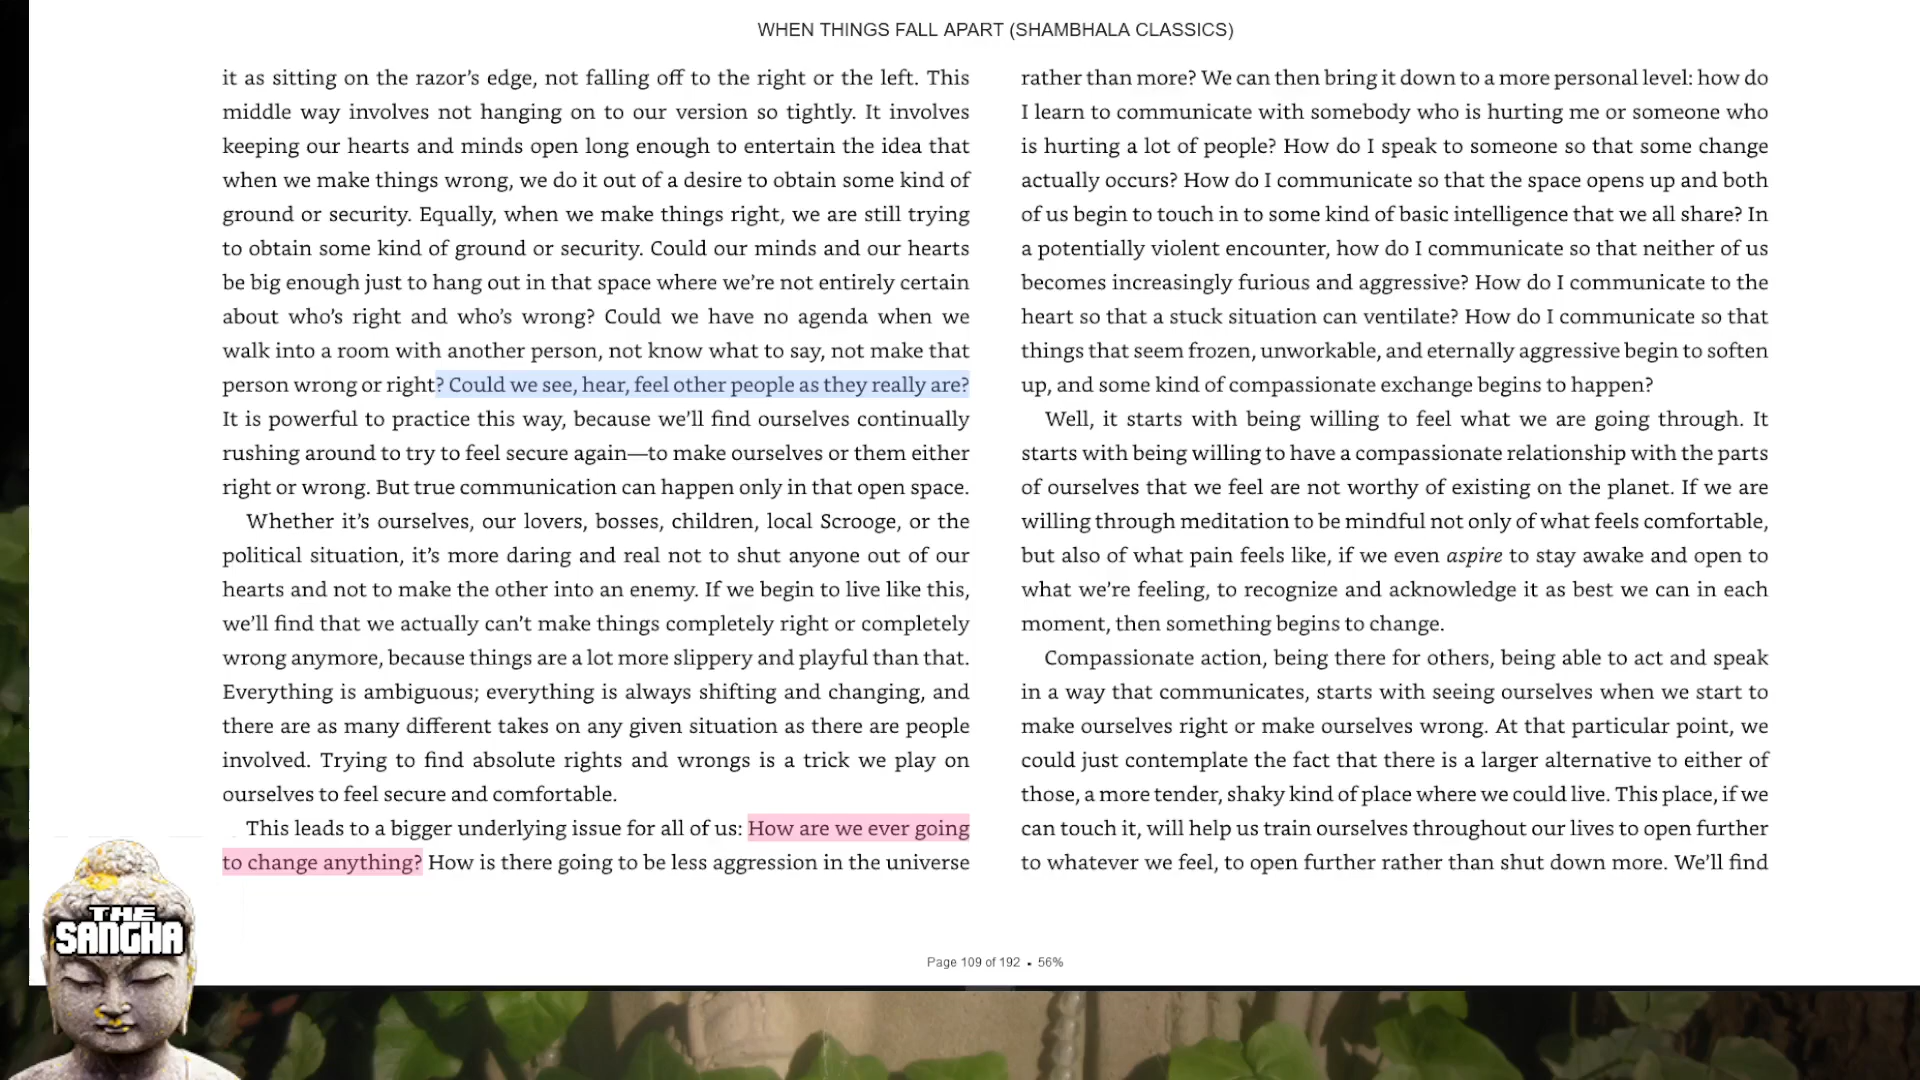 WHEN THINGS FALL APART (SHAMBHALA CLASSICS)
it as sitting on the razor’s edge, not falling off to the right or the left. This
middle way involves not hanging on to our version so tightly. It involves
keeping our hearts and minds open long enough to entertain the idea that
when we make things wrong, we do it out of a desire to obtain some kind of
ground or security. Equally, when we make things right, we are still trying
to obtain some kind of ground or security. Could our minds and our hearts
be big enough just to hang out in that space where we’re not entirely certain
about who’s right and who’s wrong? Could we have no agenda when we
walk into a room with another person, not know what to say, not make that
person wrong or right? Could we see, hear, feel other people as they really are?
It is powerful to practice this way, because we’ll find ourselves continually
rushing around to try to feel secure again—to make ourselves or them either
right or wrong. But true communication can happen only in that open space.
Whether it’s ourselves, our lovers, bosses, children, local Scrooge, or the
political situation, it’s more daring and real not to shut anyone out of our
hearts and not to make the other into an enemy. If we begin to live like this,
we’ll find that we actually can’t make things completely right or completely
wrong anymore, because things are a lot more slippery and playful than that.
Everything is ambiguous; everything is always shifting and changing, and
there are as many different takes on any given situation as there are people
involved. Trying to find absolute rights and wrongs is a trick we play on
ourselves to feel secure and comfortable.
This leads to a bigger underlying issue for all of us: How are we ever going
to change anything? How is there going to be less aggression in the universe
rather than more? We can then bring it down to a more personal level: how do
I learn to communicate with somebody who is hurting me or someone who
is hurting a lot of people? How do I speak to someone so that some change
actually occurs? How do I communicate so that the space opens up and both
of us begin to touch in to some kind of basic intelligence that we all share? In
a potentially violent encounter, how do I communicate so that neither of us
becomes increasingly furious and aggressive? How do I communicate to the
heart so that a stuck situation can ventilate? How do I communicate so that
things that seem frozen, unworkable, and eternally aggressive begin to soften
up, and some kind of compassionate exchange begins to happen?
Well, it starts with being willing to feel what we are going through. It
starts with being willing to have a compassionate relationship with the parts
of ourselves that we feel are not worthy of existing on the planet. If we are
willing through meditation to be mindful not only of what feels comfortable,
but also of what pain feels like, if we even aspire to stay awake and open to
what we’re feeling, to recognize and acknowledge it as best we can in each
moment, then something begins to change.
Compassionate action, being there for others, being able to act and speak
in a way that communicates, starts with seeing ourselves when we start to
make ourselves right or make ourselves wrong. At that particular point, we
could just contemplate the fact that there is a larger alternative to either of
those, a more tender, shaky kind of place where we could live. This place, if we
can touch it, will help us train ourselves throughout our lives to open further
to whatever we feel, to open further rather than shut down more. We’ll find
THE
SANGHA
Page 109 of 192 • 56%